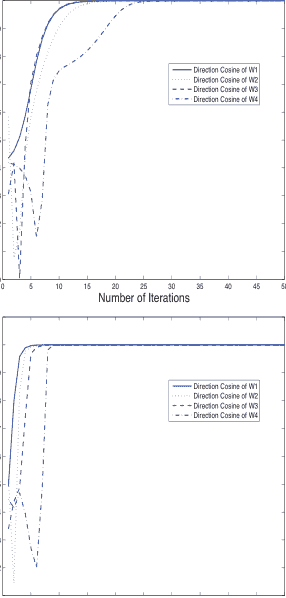 Direction Cosine of W1
Direction Cosine of W2
Direction Cosine of W3
Direction Cosine of W4
0 5 10 15 20 25 30 35 40 45 50
Number of Iterations
Direction Cosine of W1
Direction Cosine of W2
Direction Cosine of W3
Direction Cosine of W4